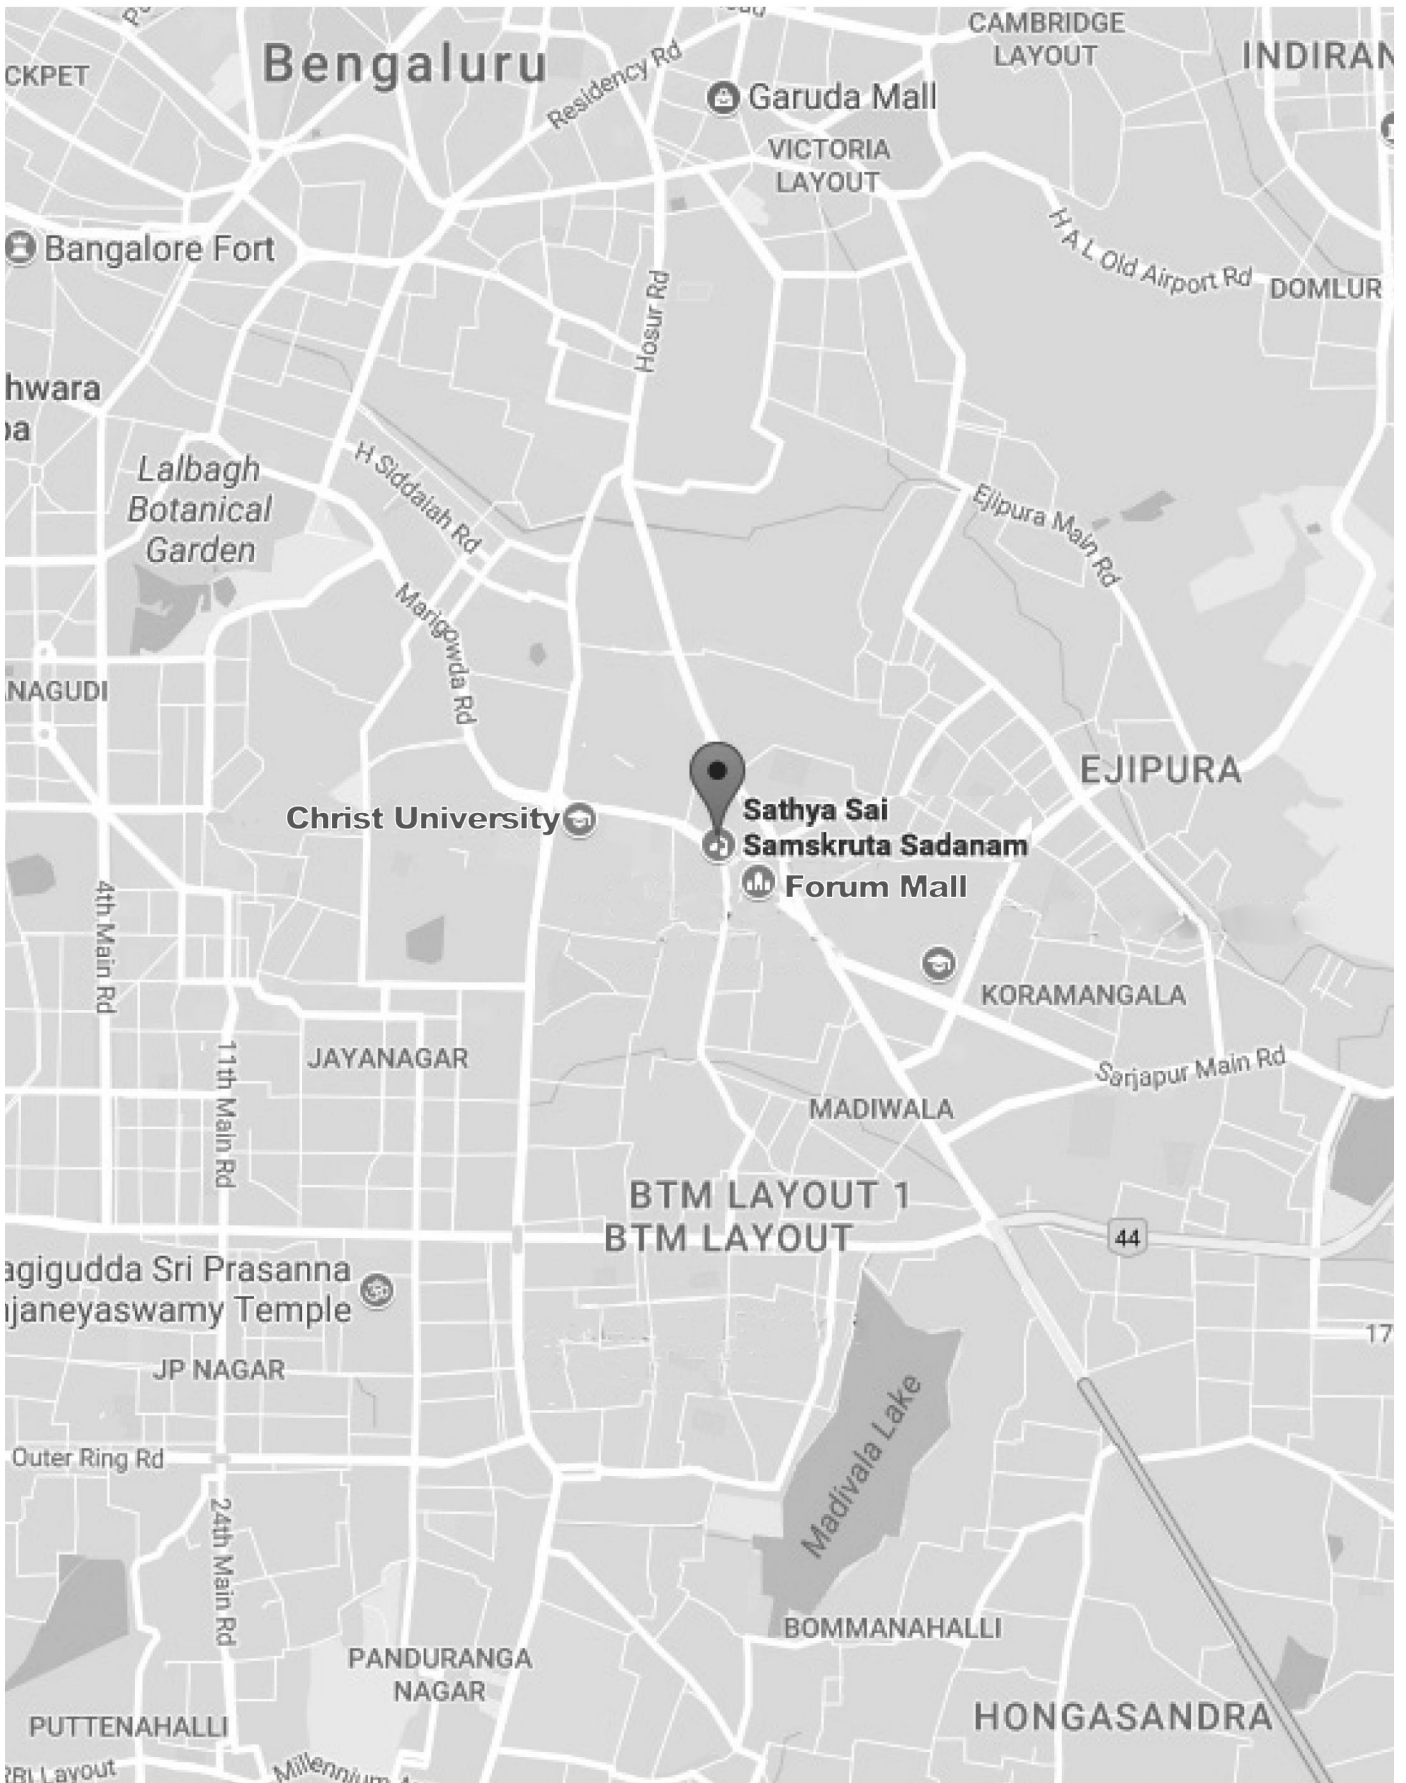 CAMBRIDGE
LAYOUT
INDIRAN
CKPET
Bengaluru
Residency Rd
Garuda Mall
VICTORIA
LAYOUT
H A L Old Airport Rd
DOMLUR
Bangalore Fort
Hosur Rd
hwara
Lalbagh
Botanical
Garden
H Siddaiah Rd
Ejipura Main Rd
Marigowda Rd
NAGUDI
EJIPURA
Christ University
Sathya Sai
Samskruta Sadanam
Forum Mall
4th Main Rd
KORAMANGALA
JAYANAGAR
11th Main Rd
Sarjapur Main Rd
MADIWALA
BTM LAYOUT 1
BTM LAYOUT
44
agigudda Sri Prasanna
njaneyaswamy Temple
17
JP NAGAR
Madivala Lake
Outer Ring Rd
24th Main Rd
BOMMANAHALLI
PANDURANGA
NAGAR
HONGASANDRA
PUTTENAHALLI
Layout
Millennium